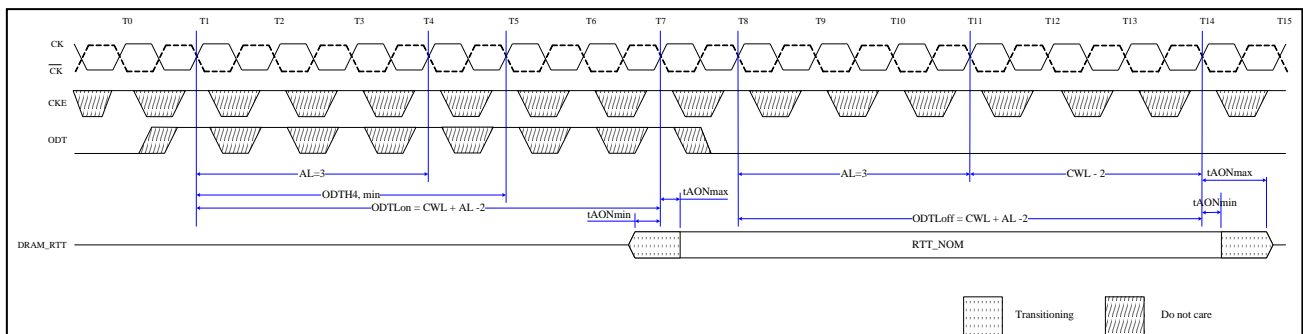 T0 T1 T2 T3 T4 T5 T6 T7 T8 T9 T10 T11 T12 T13 T14 T15
CK
CK
CKE
ODT
AL=3
AL=3
CWL - 2
tAONmax
ODTH4, min
tAONmax
ODTLon = CWL + AL -2
tAONmin
tAONmin
ODTLoff = CWL + AL -2
DRAM_RTT
RTT_NOM
Transitioning
Do not care